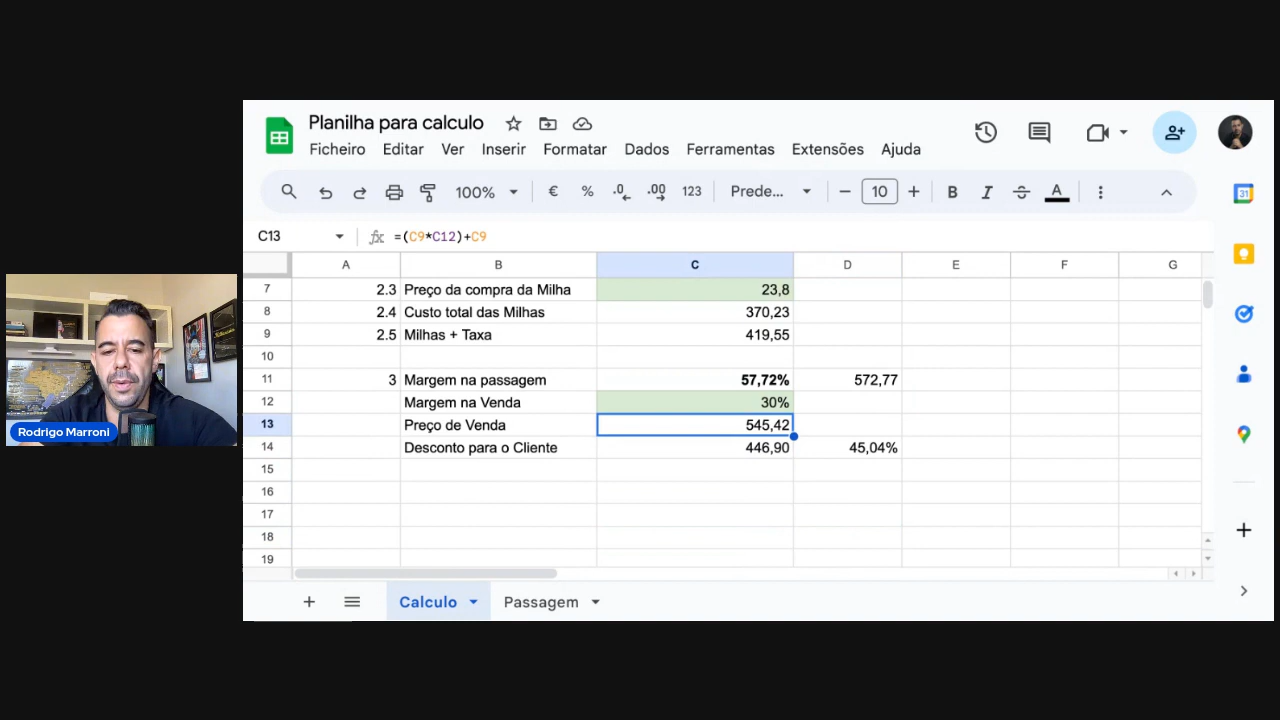 Planilha para calculo
Ficheiro Editar Ver Inserir Formatar Dados Ferramentas Extensões Ajuda
100% € % .0 .00 123 Prede... 10 B I S A
C13 fx =(C9*C12)+C9
A B C D E F G
7 2.3 Preço da compra da Milha 23,8
8 2.4 Custo total das Milhas 370,23
9 2.5 Milhas + Taxa 419,55
10
11 3 Margem na passagem 57,72% 572,77
12 Margem na Venda 30%
13 Preço de Venda 545,42
14 Desconto para o Cliente 446,90 45,04%
15
16
17
18
19
Calculo Passagem
Rodrigo Marroni
31